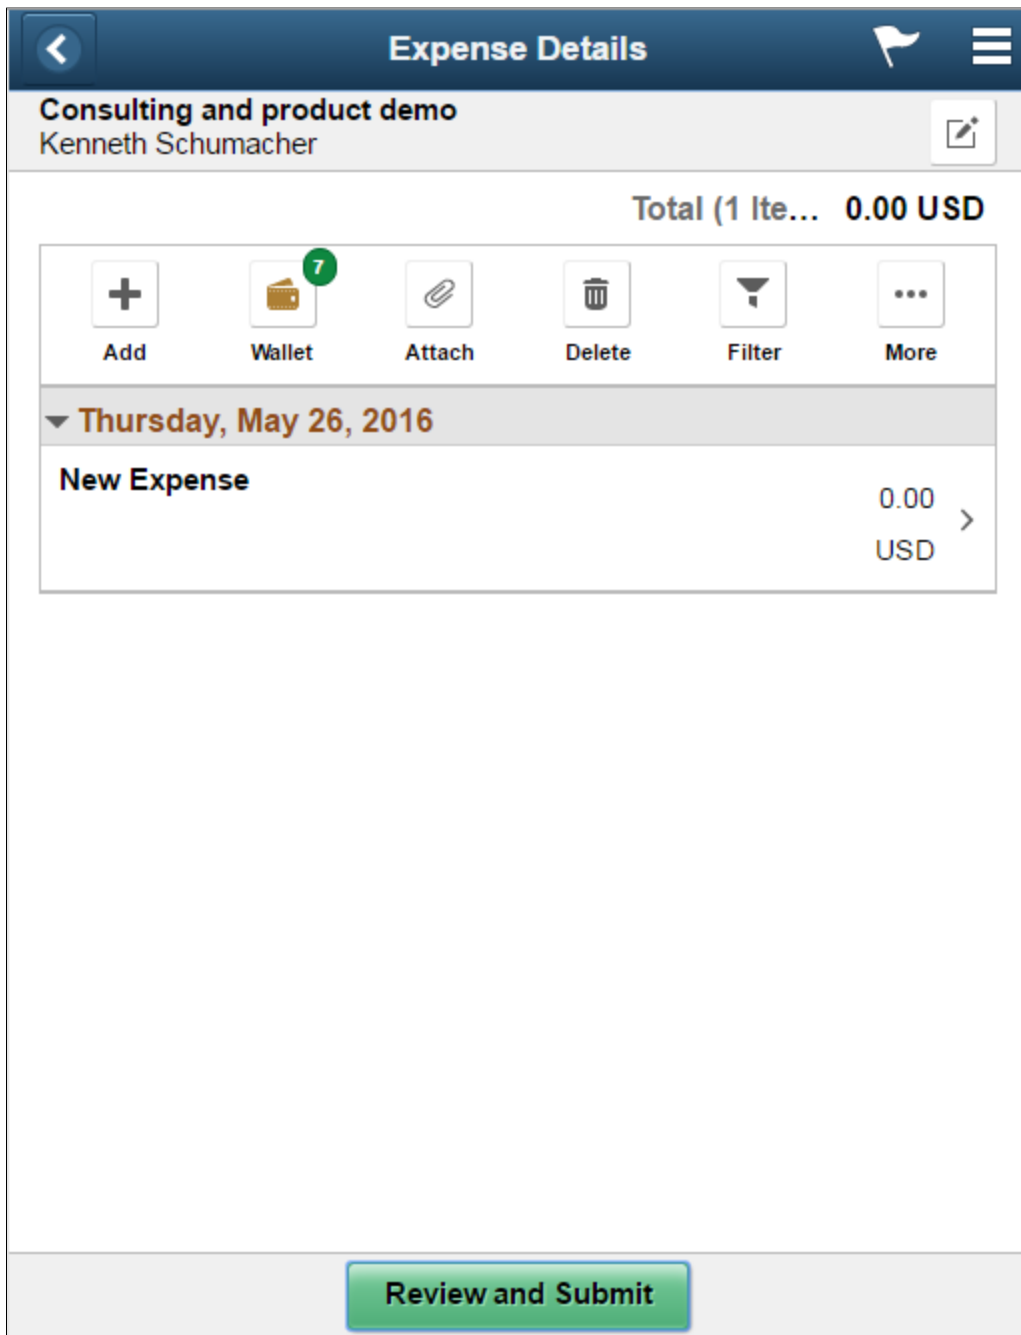 Expense Details
Consulting and product demo
Kenneth Schumacher
Total (1 Ite... 0.00 USD
7
Add Wallet Attach Delete Filter More
Thursday, May 26, 2016
New Expense
0.00
USD
Review and Submit